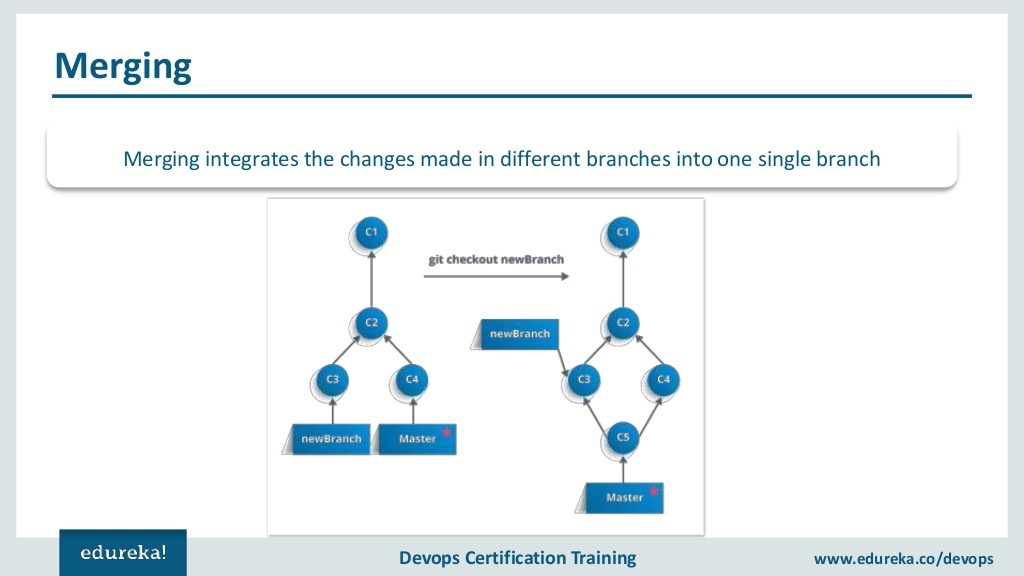 Merging
Merging integrates the changes made in different branches into one single branch
C1
C2
C3
C4
newBranch
Master
git checkout newBranch
C1
newBranch
C2
C3
C4
C5
Master
edureka!
Devops Certification Training
www.edureka.co/devops